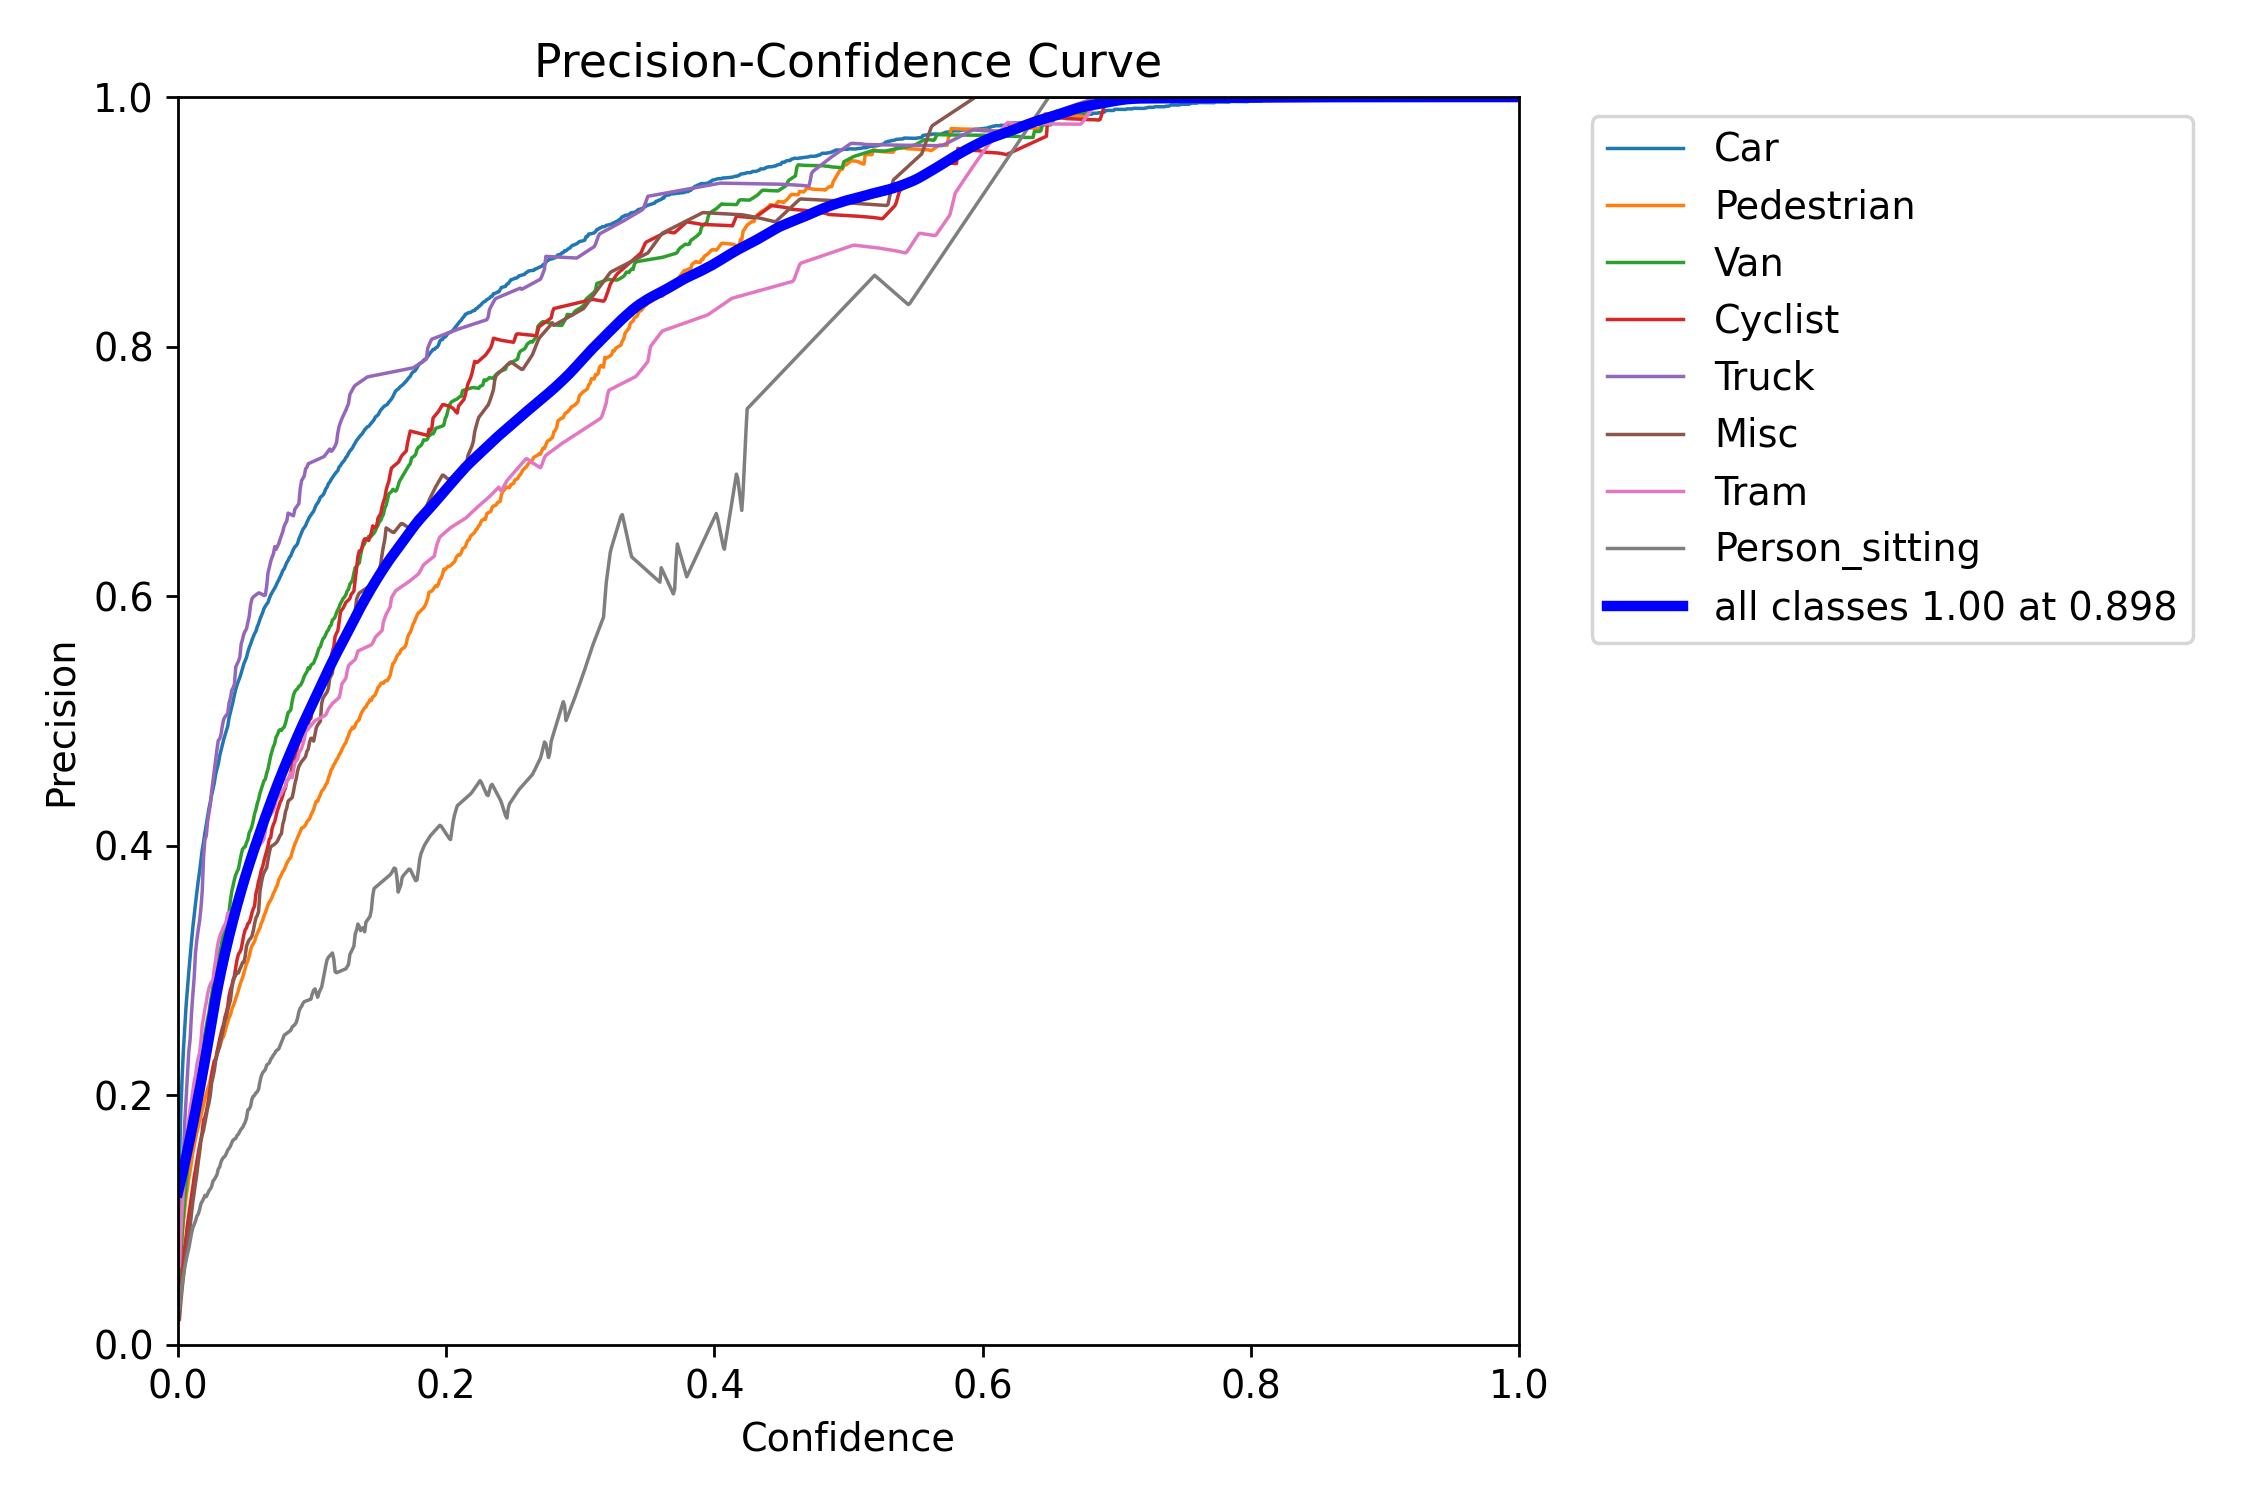 Precision-Confidence Curve
1.0
0.8
0.6
0.4
0.2
0.0
Precision
0.0 0.2 0.4 0.6 0.8 1.0
Confidence
Car
Pedestrian
Van
Cyclist
Truck
Misc
Tram
Person_sitting
all classes 1.00 at 0.898